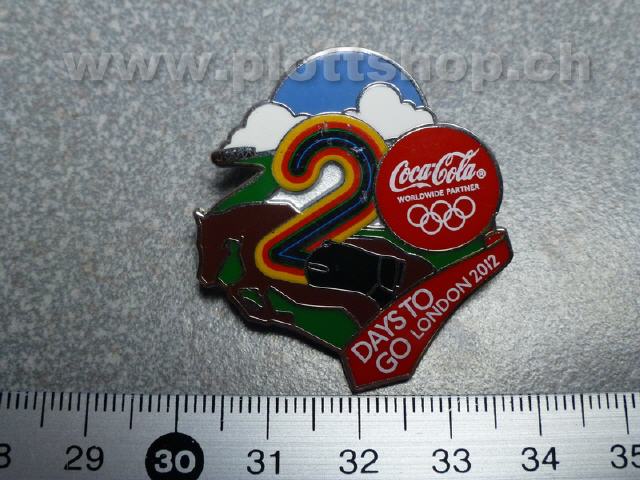 www.plottshop.ch
2
Coca-Cola®
WORLDWIDE PARTNER
DAYS TO
GO LONDON 2012
29 30 31 32 33 34 35